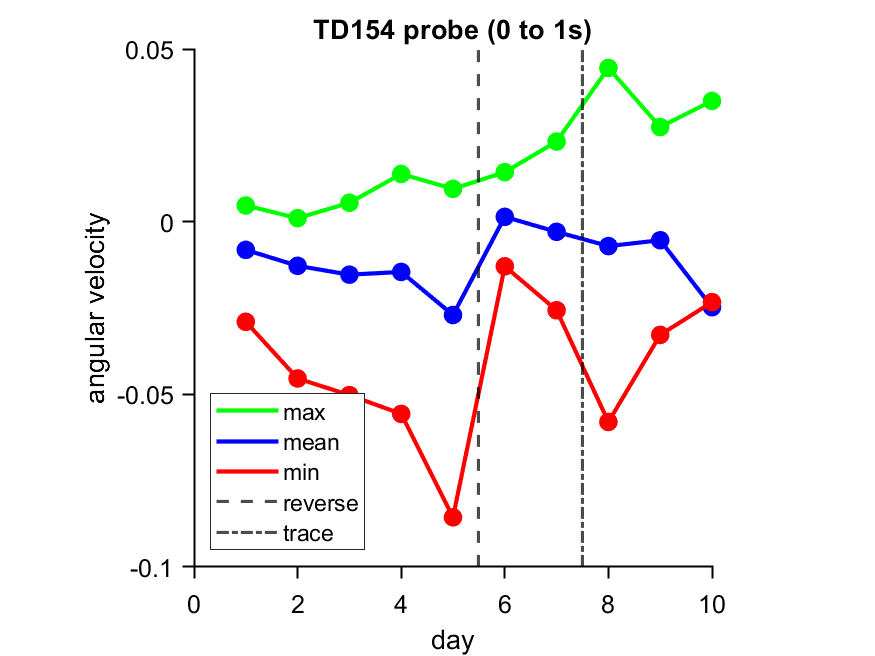 TD154 probe (0 to 1s)
0.05
0
-0.05
-0.1
angular velocity
max
mean
min
reverse
trace
0 2 4 6 8 10
day